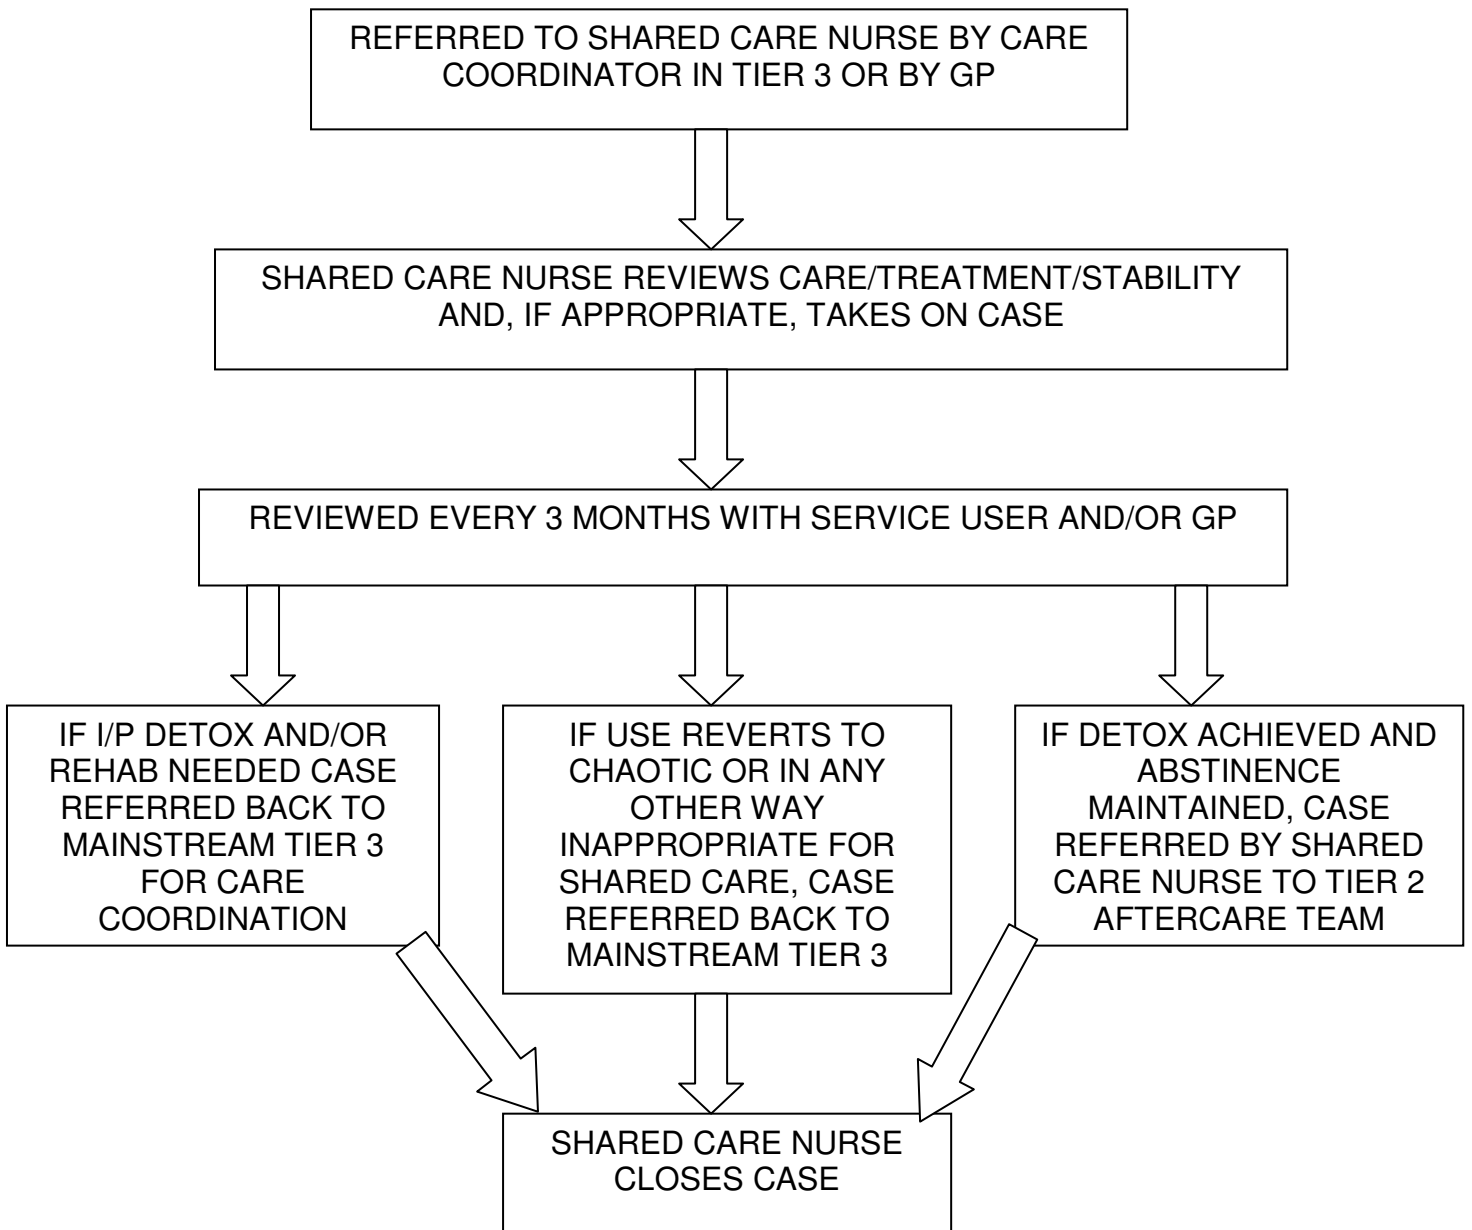 REFERRED TO SHARED CARE NURSE BY CARE
COORDINATOR IN TIER 3 OR BY GP
SHARED CARE NURSE REVIEWS CARE/TREATMENT/STABILITY
AND, IF APPROPRIATE, TAKES ON CASE
REVIEWED EVERY 3 MONTHS WITH SERVICE USER AND/OR GP
IF I/P DETOX AND/OR
REHAB NEEDED CASE
REFERRED BACK TO
MAINSTREAM TIER 3
FOR CARE
COORDINATION
IF USE REVERTS TO
CHAOTIC OR IN ANY
OTHER WAY
INAPPROPRIATE FOR
SHARED CARE, CASE
REFERRED BACK TO
MAINSTREAM TIER 3
IF DETOX ACHIEVED AND
ABSTINENCE
MAINTAINED, CASE
REFERRED BY SHARED
CARE NURSE TO TIER 2
AFTERCARE TEAM
SHARED CARE NURSE
CLOSES CASE